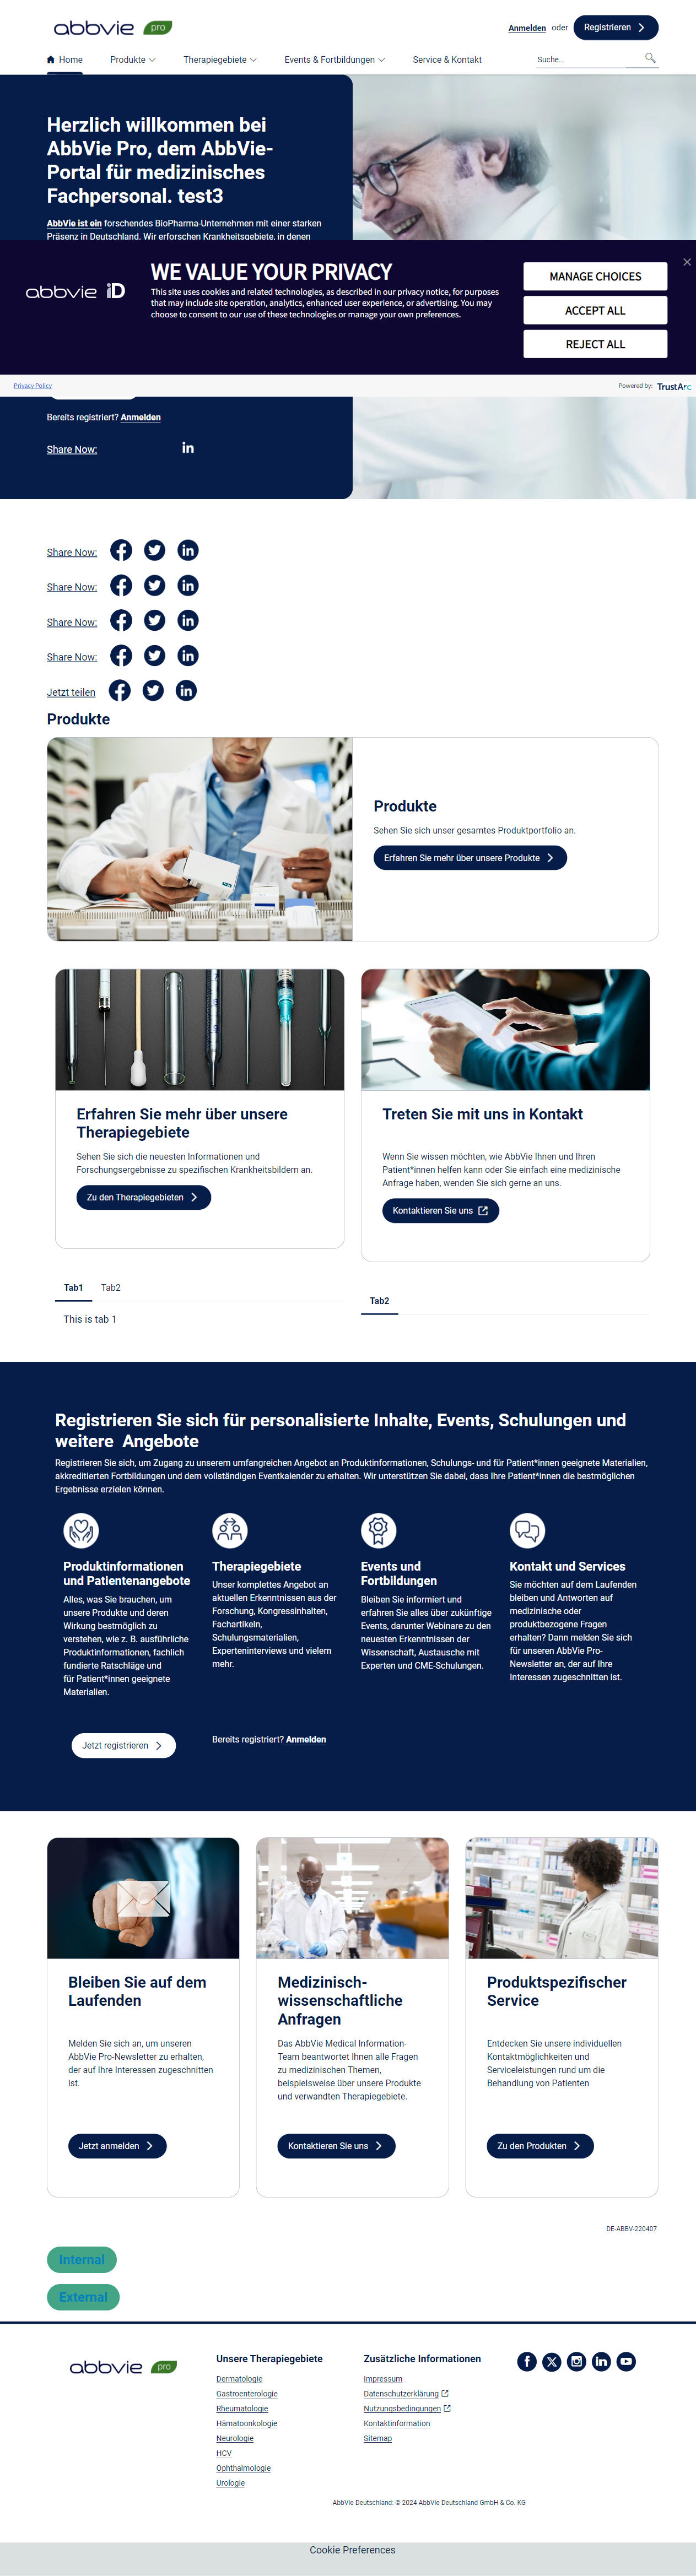 abbvie pro
Anmelden oder Registrieren
Home Produkte Therapiegebiete Events & Fortbildungen Service & Kontakt Suche...
Herzlich willkommen bei
AbbVie Pro, dem AbbVie-
Portal für medizinisches
Fachpersonal. test3
AbbVie ist ein forschendes BioPharma-Unternehmen mit einer starken
Präsenz in Deutschland. Wir erforschen Krankheitsgebiete, in denen
abbvie iD
WE VALUE YOUR PRIVACY
This site uses cookies and related technologies, as described in our privacy notice, for purposes
that may include site operation, analytics, enhanced user experience, or advertising. You may
choose to consent to our use of these technologies or manage your own preferences.
MANAGE CHOICES
ACCEPT ALL
REJECT ALL
Privacy Policy
Powered by: TrustArc
Bereits registriert? Anmelden
Share Now:
Share Now:
Share Now:
Share Now:
Share Now:
Jetzt teilen
Produkte
Produkte
Sehen Sie sich unser gesamtes Produktportfolio an.
Erfahren Sie mehr über unsere Produkte
Erfahren Sie mehr über unsere
Therapiegebiete
Sehen Sie sich die neuesten Informationen und
Forschungsergebnisse zu spezifischen Krankheitsbildern an.
Zu den Therapiegebieten
Treten Sie mit uns in Kontakt
Wenn Sie wissen möchten, wie AbbVie Ihnen und Ihren
Patient*innen helfen kann oder Sie einfach eine medizinische
Anfrage haben, wenden Sie sich gerne an uns.
Kontaktieren Sie uns
Tab1 Tab2
This is tab 1
Tab2
Registrieren Sie sich für personalisierte Inhalte, Events, Schulungen und
weitere Angebote
Registrieren Sie sich, um Zugang zu unserem umfangreichen Angebot an Produktinformationen, Schulungs- und für Patient*innen geeignete Materialien,
akkreditierten Fortbildungen und dem vollständigen Eventkalender zu erhalten. Wir unterstützen Sie dabei, dass Ihre Patient*innen die bestmöglichen
Ergebnisse erzielen können.
Produktinformationen
und Patientenangebote
Alles, was Sie brauchen, um
unsere Produkte und deren
Wirkung bestmöglich zu
verstehen, wie z. B. ausführliche
Produktinformationen, fachlich
fundierte Ratschläge und
für Patient*innen geeignete
Materialien.
Therapiegebiete
Unser komplettes Angebot an
aktuellen Erkenntnissen aus der
Forschung, Kongressinhalten,
Fachartikeln,
Schulungsmaterialien,
Experteninterviews und vielem
mehr.
Events und
Fortbildungen
Bleiben Sie informiert und
erfahren Sie alles über zukünftige
Events, darunter Webinare zu den
neuesten Erkenntnissen der
Wissenschaft, Austausche mit
Experten und CME-Schulungen.
Kontakt und Services
Sie möchten auf dem Laufenden
bleiben und Antworten auf
medizinische oder
produktbezogene Fragen
erhalten? Dann melden Sie sich
für unseren AbbVie Pro-
Newsletter an, der auf Ihre
Interessen zugeschnitten ist.
Jetzt registrieren
Bereits registriert? Anmelden
Bleiben Sie auf dem
Laufenden
Melden Sie sich an, um unseren
AbbVie Pro-Newsletter zu erhalten,
der auf Ihre Interessen zugeschnitten
ist.
Jetzt anmelden
Medizinisch-
wissenschaftliche
Anfragen
Das AbbVie Medical Information-
Team beantwortet Ihnen alle Fragen
zu medizinischen Themen,
beispielsweise über unsere Produkte
und verwandten Therapiegebiete.
Kontaktieren Sie uns
Produktspezifischer
Service
Entdecken Sie unsere individuellen
Kontaktmöglichkeiten und
Serviceleistungen rund um die
Behandlung von Patienten
Zu den Produkten
DE-ABBV-220407
Internal
External
abbvie pro
Unsere Therapiegebiete
Dermatologie
Gastroenterologie
Rheumatologie
Hämatoonkologie
Neurologie
HCV
Ophthalmologie
Urologie
Zusätzliche Informationen
Impressum
Datenschutzerklärung
Nutzungsbedingungen
Kontaktinformation
Sitemap
AbbVie Deutschland: © 2024 AbbVie Deutschland GmbH & Co. KG
Cookie Preferences